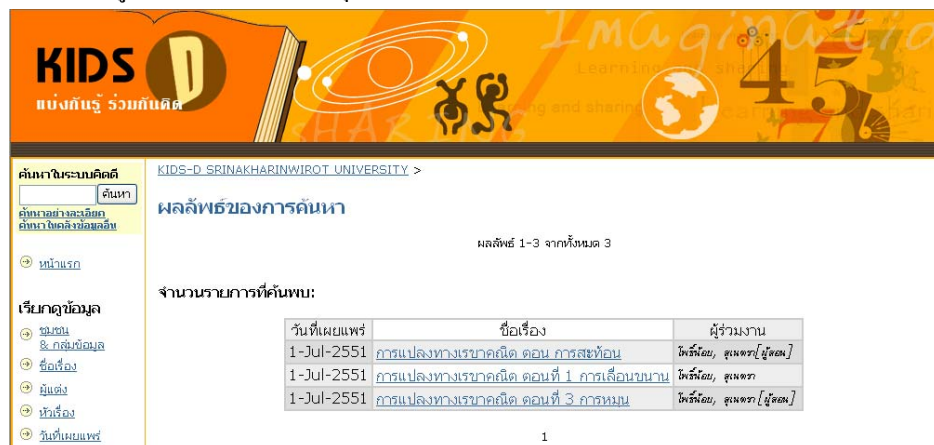 Imaginatio
KIDS D
แบ่งกันรู้ ร่วมกันคิด
Learning and sharing
SHARING
453
ค้นหาในระบบคิดดี
ค้นหา
ค้นหาอย่างละเอียด
ค้นหาในคลังข้อมูลอื่น
หน้าแรก
เรียกดูข้อมูล
ชุมชน
& กลุ่มข้อมูล
ชื่อเรื่อง
ผู้แต่ง
หัวเรื่อง
วันที่เผยแพร่
KIDS-D SRINAKHARINWIROT UNIVERSITY >
ผลลัพธ์ของการค้นหา
ผลลัพธ์ 1-3 จากทั้งหมด 3
จำนวนรายการที่ค้นพบ:
วันที่เผยแพร่ ชื่อเรื่อง ผู้ร่วมงาน
1-Jul-2551 การแปลงทางเรขาคณิต ตอน การสะท้อน โพธิ์น้อย, สุเนตรา[ผู้สอน]
1-Jul-2551 การแปลงทางเรขาคณิต ตอนที่ 1 การเลื่อนขนาน โพธิ์น้อย, สุเนตรา
1-Jul-2551 การแปลงทางเรขาคณิต ตอนที่ 3 การหมุน โพธิ์น้อย, สุเนตรา[ผู้สอน]
1